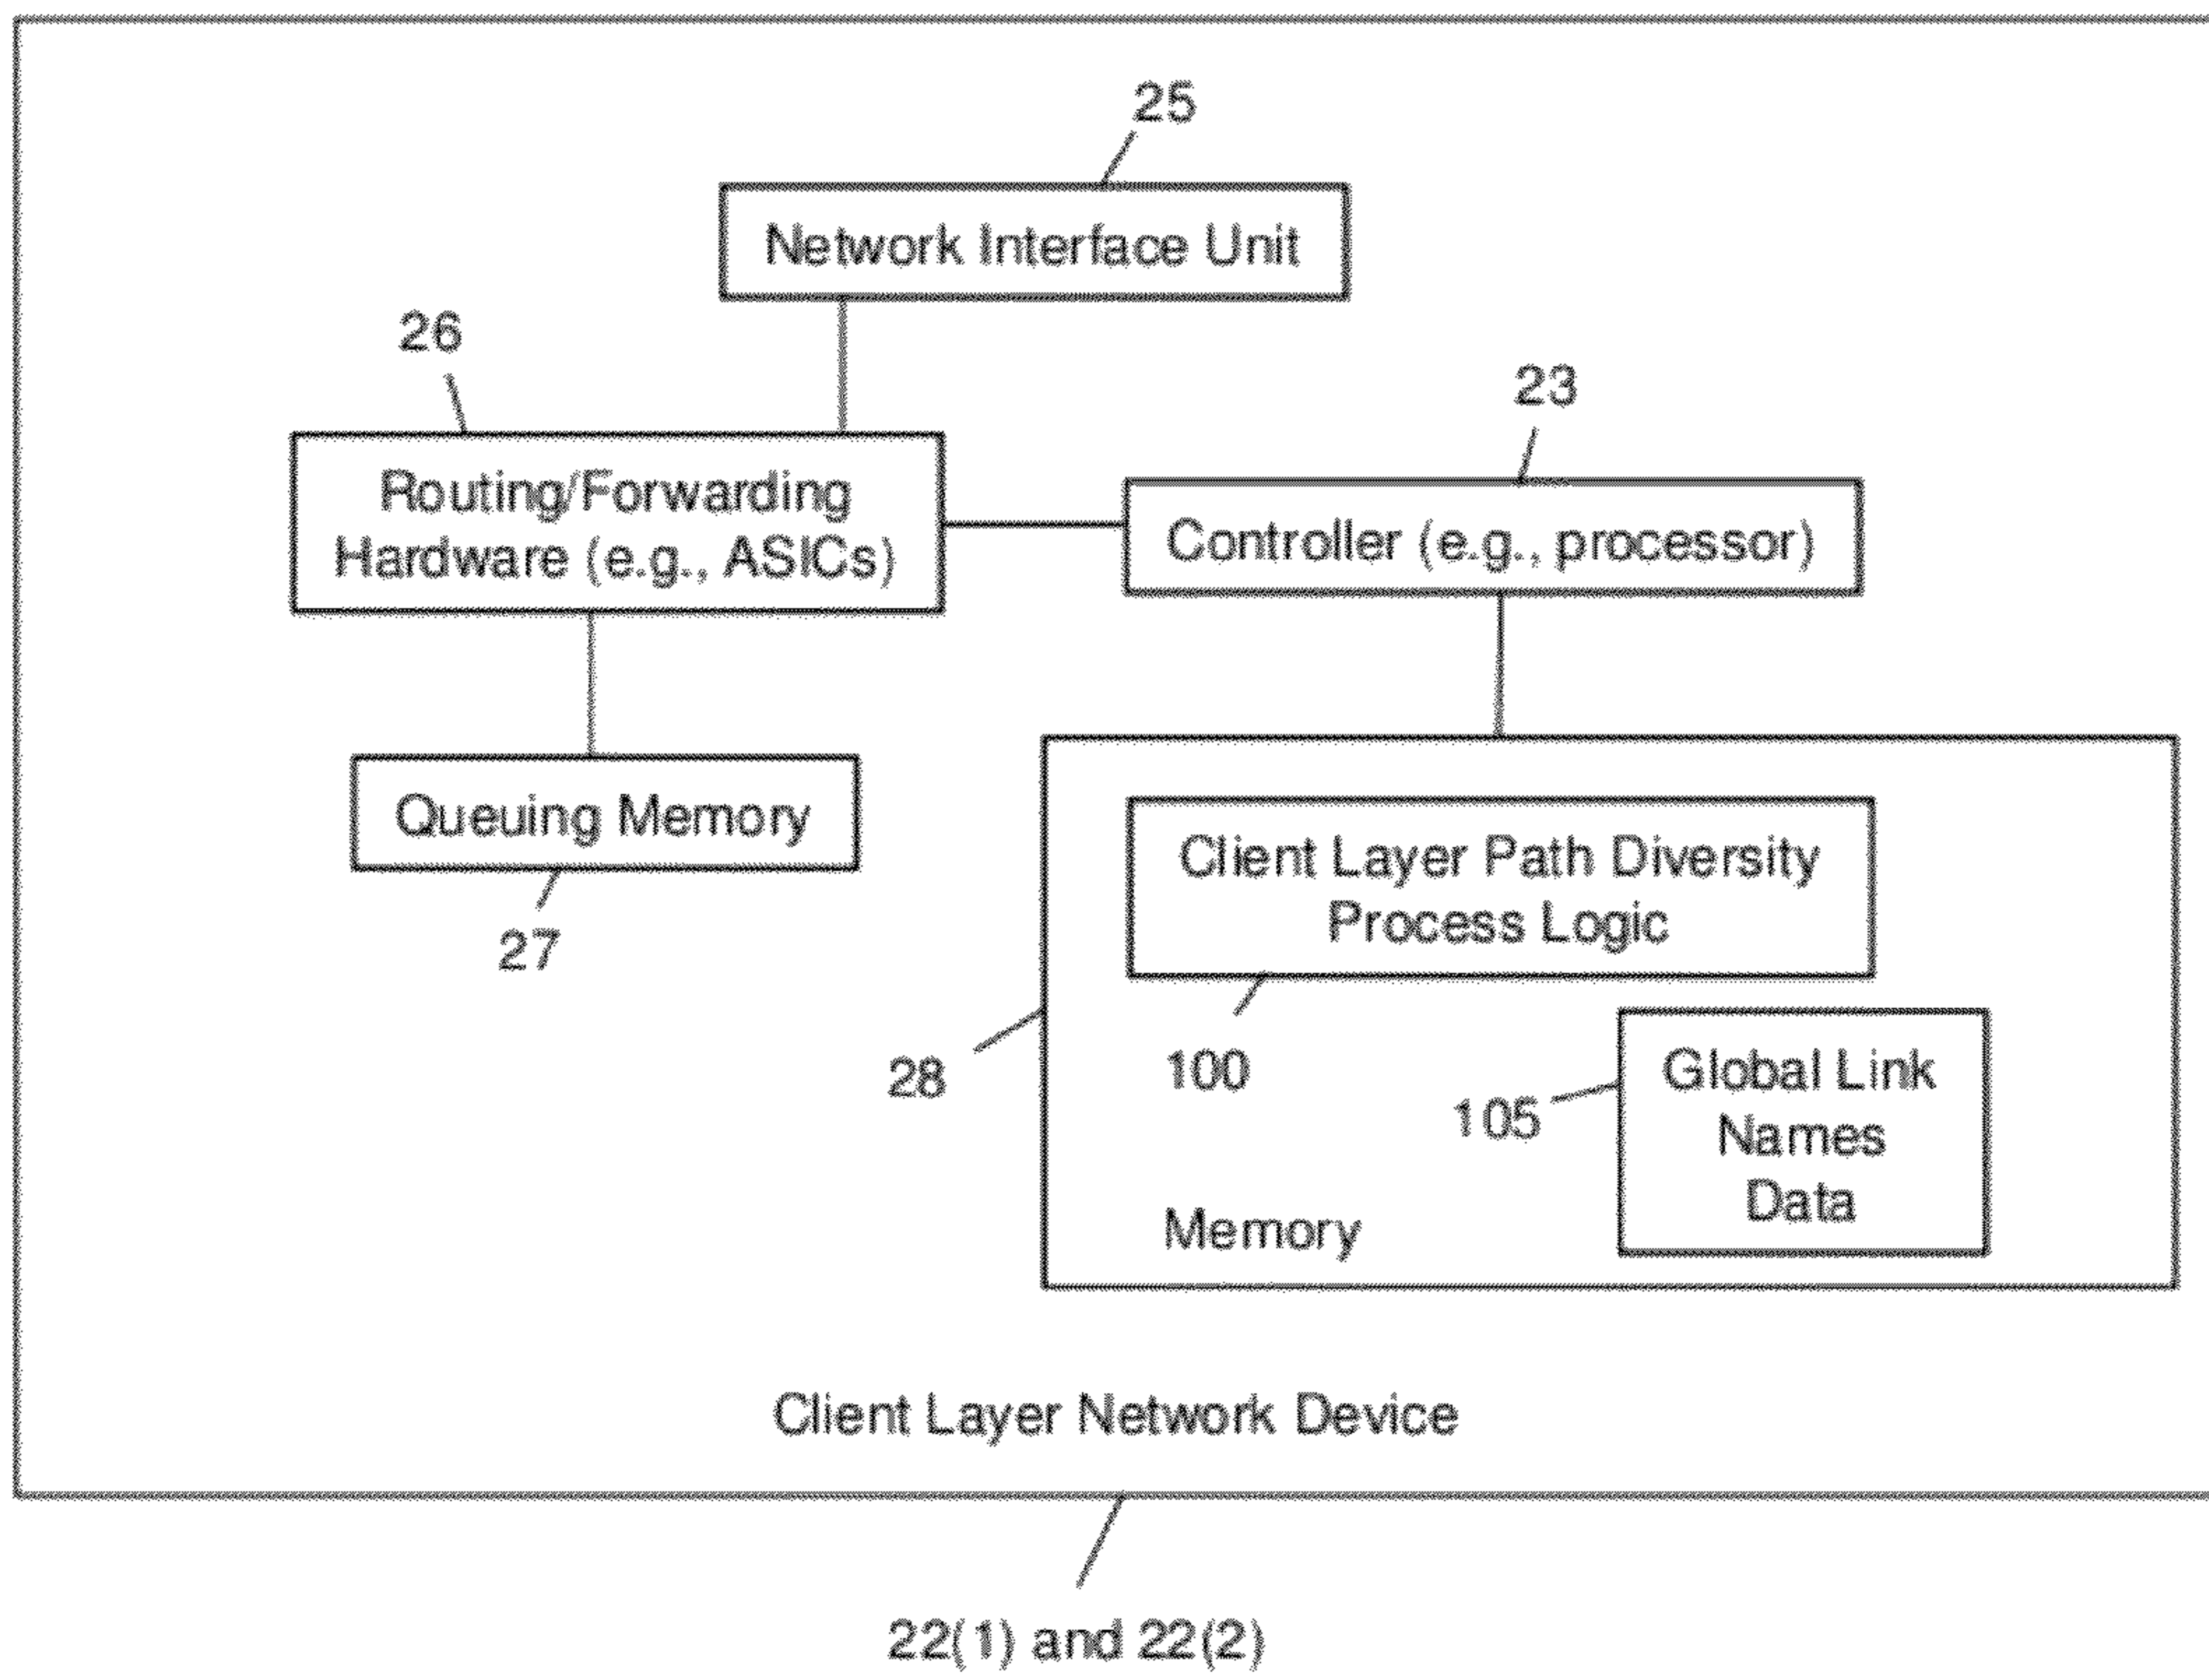 25
Network Interface Unit
26
23
Routing/Forwarding
Hardware (e.g., ASICs)
Controller (e.g., processor)
Queuing Memory
27
Client Layer Path Diversity
Process Logic
28
100
105
Global Link
Names
Data
Memory
Client Layer Network Device
22(1) and 22(2)